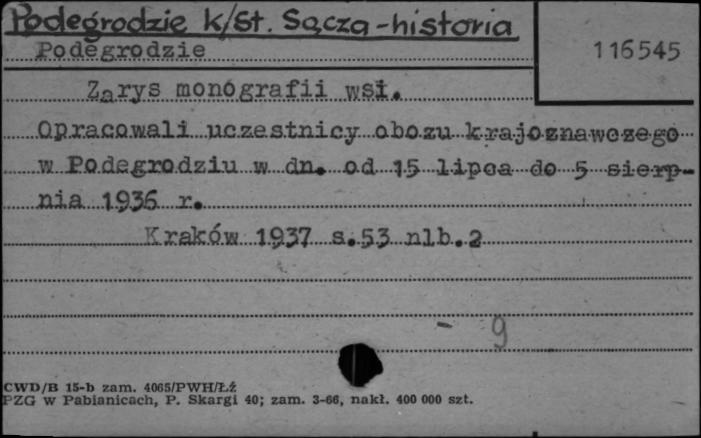 Podegrodzie k/St. Sącza - historia
Podegrodzie
116545
Zarys monografii wsi.
Opracowali uczestnicy obozu krajoznawczego
w Podegrodziu w dn. od 15 lipca do 5 sierp-
nia 1936 r.
Kraków 1937 s.53 nlb.2
- 9
CWD/B 15-b zam. 4065/PWH/Łź
PZG w Pabianicach, P. Skargi 40; zam. 3-66, nakł. 400 000 szt.